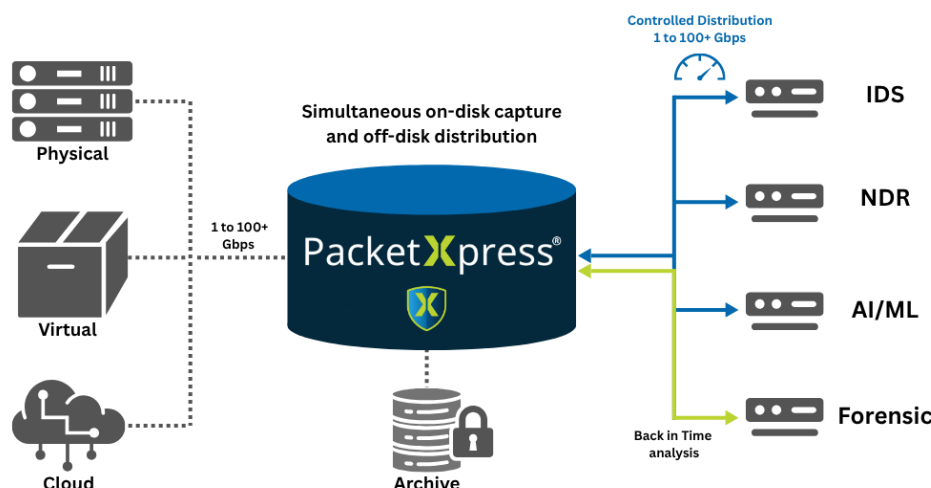 Controlled Distribution
1 to 100+ Gbps
Physical
Simultaneous on-disk capture
and off-disk distribution
IDS
1 to 100+
Gbps
PacketXpress®
X
NDR
Virtual
AI/ML
Cloud
Archive
Back in Time
analysis
Forensic